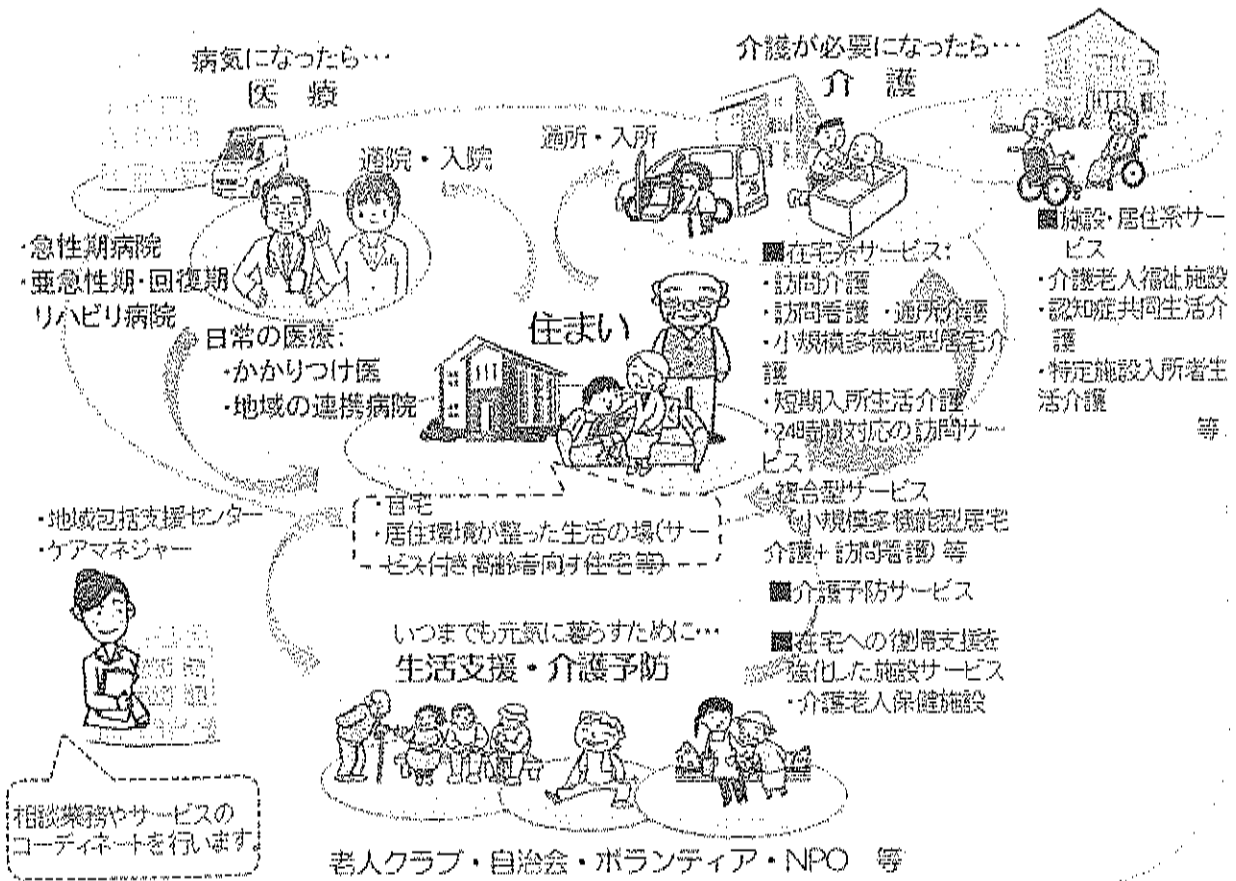 病気になったら…
医 療
介護が必要になったら…
介 護
通院・入院
通所・入所
・急性期病院
・亜急性期・回復期
リハビリ病院
日常の医療:
・かかりつけ医
・地域の連携病院
住まい
・自宅
・居住環境が整った生活の場(サー
ビス付き高齢者向け住宅等)
■在宅系サービス:
・訪問介護
・訪問看護 ・通所介護
・小規模多機能型居宅介
護
・短期入所生活介護
・24時間対応の訪問サー
ビス
・複合型サービス
(小規模多機能型居宅
介護+訪問看護) 等
■介護予防サービス
■在宅への復帰支援を
強化した施設サービス
・介護老人保健施設
■施設・居住系サー
ビス
・介護老人福祉施設
・認知症共同生活介
護
・特定施設入所者生
活介護
等
・地域包括支援センター
・ケアマネジャー
相談業務やサービスの
コーディネートを行います。
いつまでも元気に暮らすために…
生活支援・介護予防
老人クラブ・自治会・ボランティア・NPO 等